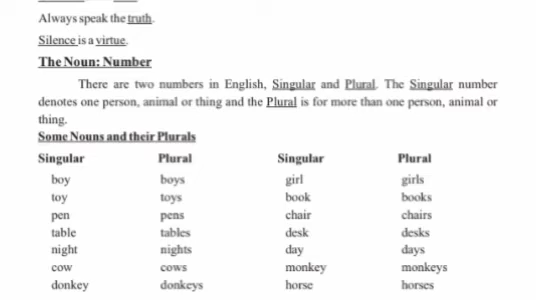 Always speak the truth.
Silence is a virtue.
The Noun: Number
There are two numbers in English, Singular and Plural. The Singular number
denotes one person, animal or thing and the Plural is for more than one person, animal or
thing.
Some Nouns and their Plurals
Singular Plural Singular Plural
boy boys girl girls
toy toys book books
pen pens chair chairs
table tables desk desks
night nights day days
cow cows monkey monkeys
donkey donkeys horse horses